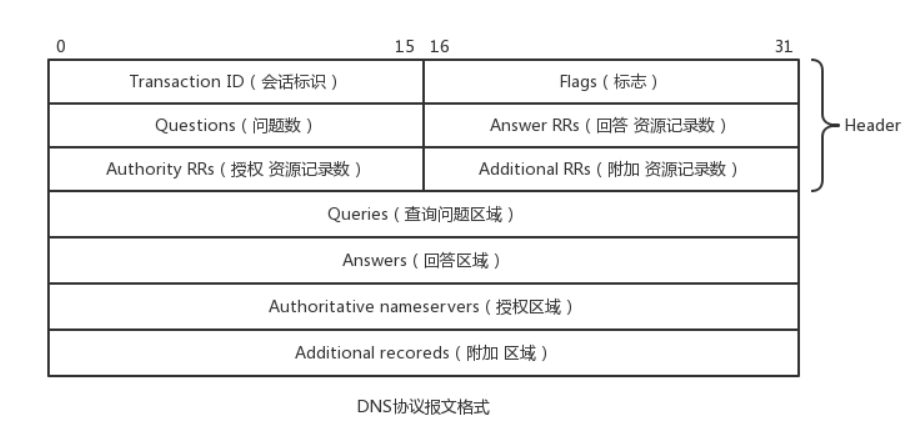 0 15 16 31
Transaction ID ( 会话标识 ) Flags ( 标志 )
Questions ( 问题数 ) Answer RRs ( 回答 资源记录数 )
Header
Authority RRs ( 授权 资源记录数 ) Additional RRs ( 附加 资源记录数 )
Queries ( 查询问题区域 )
Answers ( 回答区域 )
Authoritative nameservers ( 授权区域 )
Additional recoreds ( 附加 区域 )
DNS协议报文格式